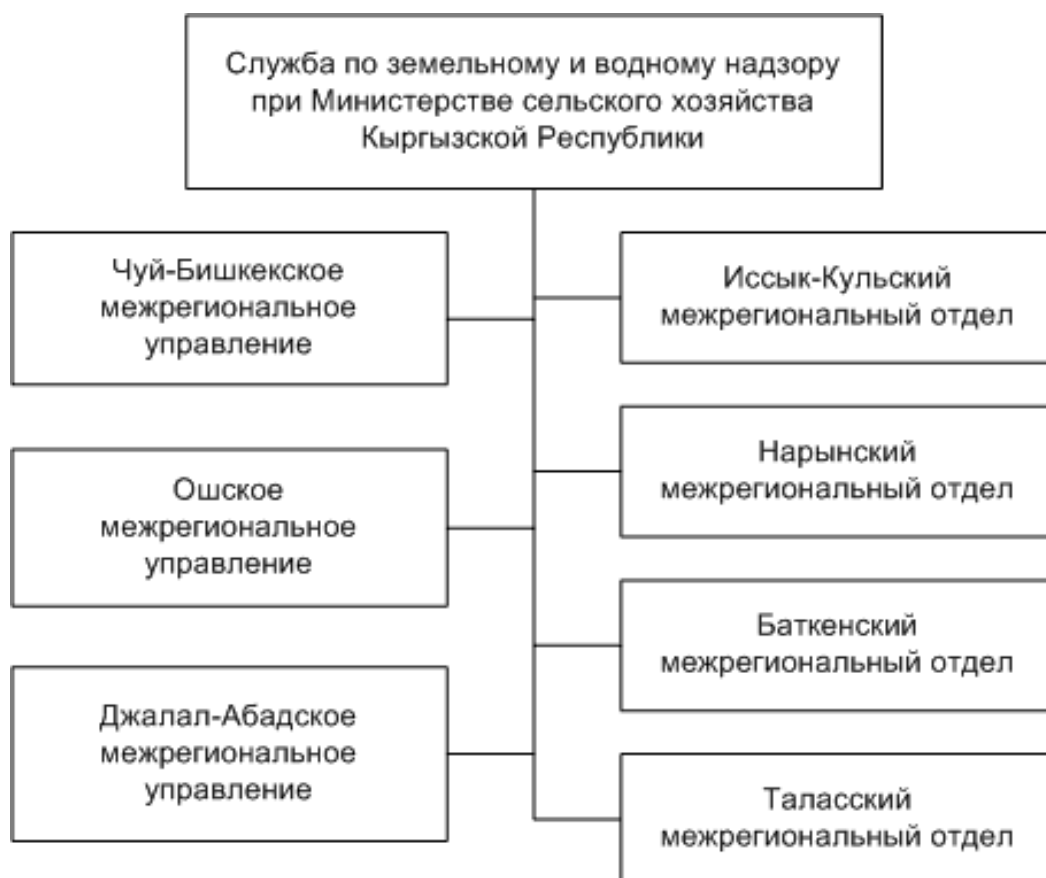 Служба по земельному и водному надзору
при Министерстве сельского хозяйства
Кыргызской Республики
Чуй-Бишкекское
межрегиональное
управление
Ошское
межрегиональное
управление
Джалал-Абадское
межрегиональное
управление
Иссык-Кульский
межрегиональный отдел
Нарынский
межрегиональный отдел
Баткенский
межрегиональный отдел
Таласский
межрегиональный отдел